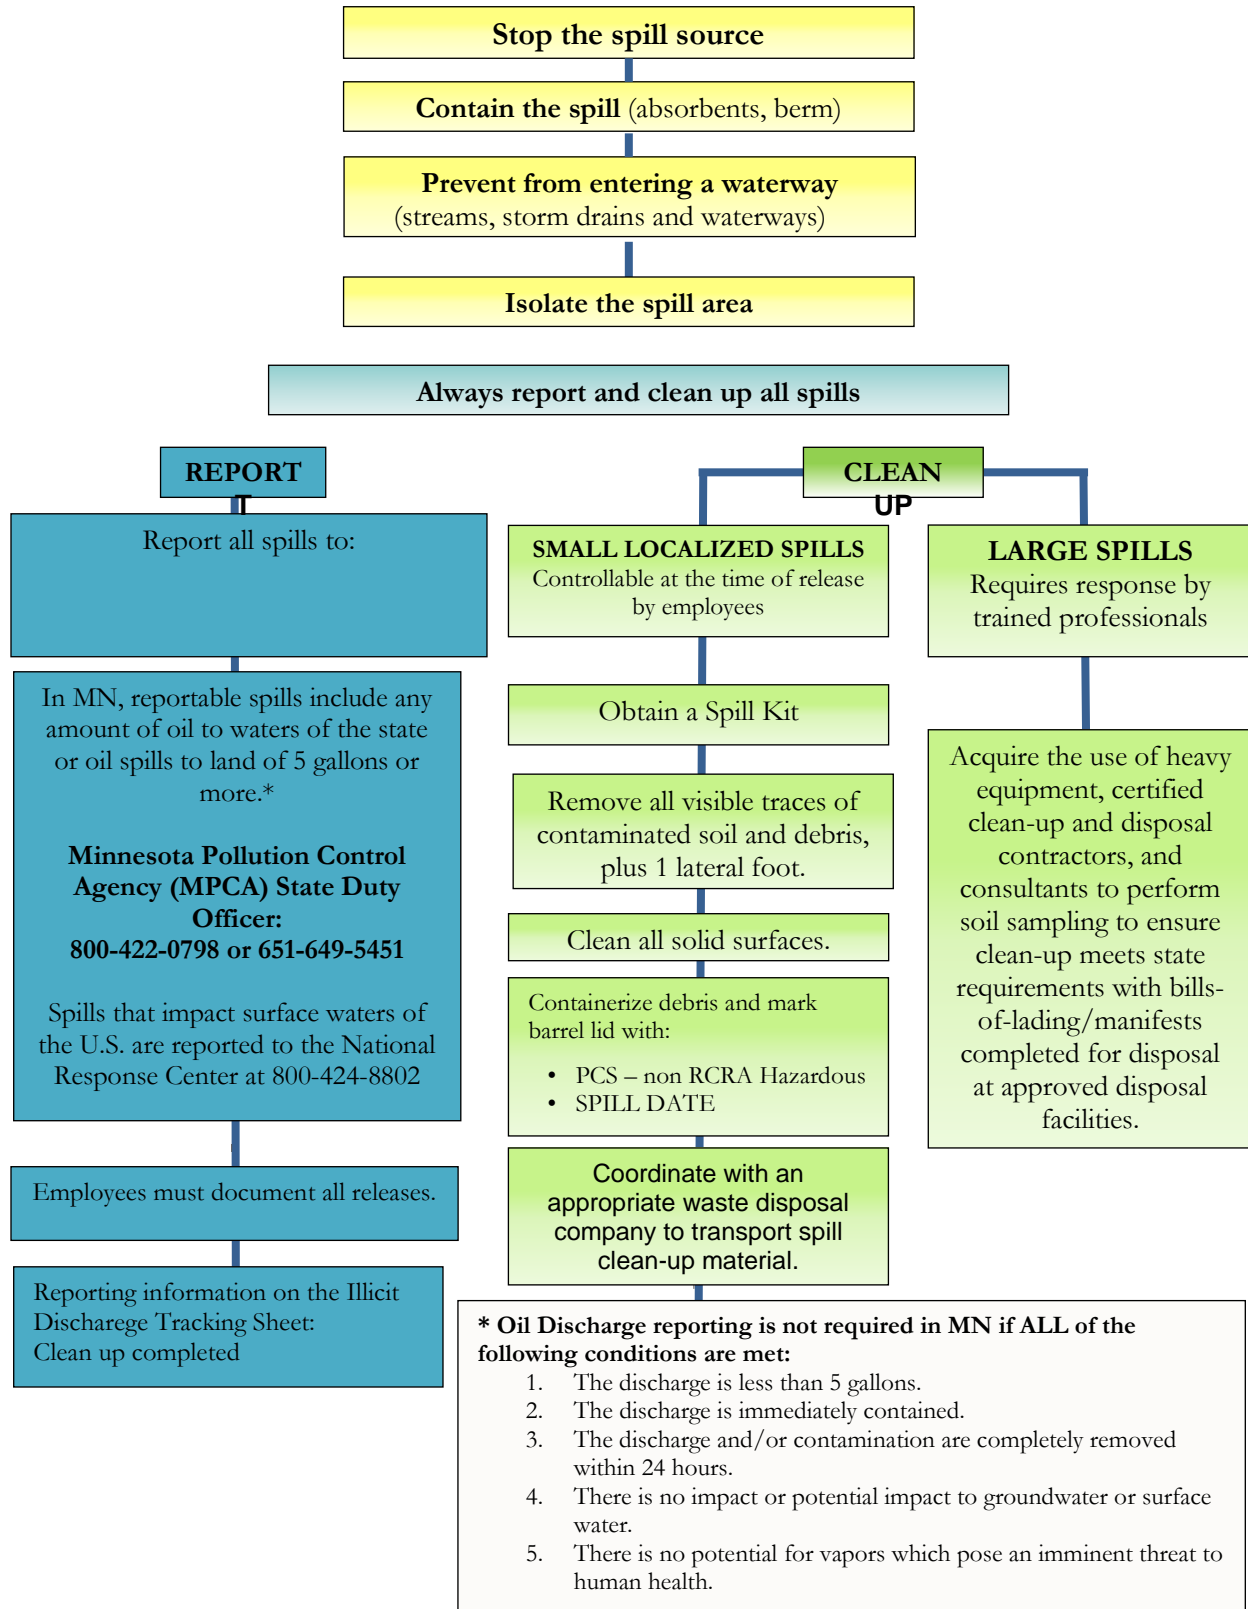 Stop the spill source
Contain the spill (absorbents, berm)
Prevent from entering a waterway
(streams, storm drains and waterways)
Isolate the spill area
Always report and clean up all spills
REPORT
T
Report all spills to:
In MN, reportable spills include any
amount of oil to waters of the state
or oil spills to land of 5 gallons or
more.*
Minnesota Pollution Control
Agency (MPCA) State Duty
Officer:
800-422-0798 or 651-649-5451
Spills that impact surface waters of
the U.S. are reported to the National
Response Center at 800-424-8802
Employees must document all releases.
Reporting information on the Illicit
Discharege Tracking Sheet:
Clean up completed
CLEAN
UP
SMALL LOCALIZED SPILLS
Controllable at the time of release
by employees
Obtain a Spill Kit
Remove all visible traces of
contaminated soil and debris,
plus 1 lateral foot.
Clean all solid surfaces.
Containerize debris and mark
barrel lid with:
• PCS – non RCRA Hazardous
• SPILL DATE
Coordinate with an
appropriate waste disposal
company to transport spill
clean-up material.
LARGE SPILLS
Requires response by
trained professionals
Acquire the use of heavy
equipment, certified
clean-up and disposal
contractors, and
consultants to perform
soil sampling to ensure
clean-up meets state
requirements with bills-
of-lading/manifests
completed for disposal
at approved disposal
facilities.
* Oil Discharge reporting is not required in MN if ALL of the
following conditions are met:
1. The discharge is less than 5 gallons.
2. The discharge is immediately contained.
3. The discharge and/or contamination are completely removed
within 24 hours.
4. There is no impact or potential impact to groundwater or surface
water.
5. There is no potential for vapors which pose an imminent threat to
human health.